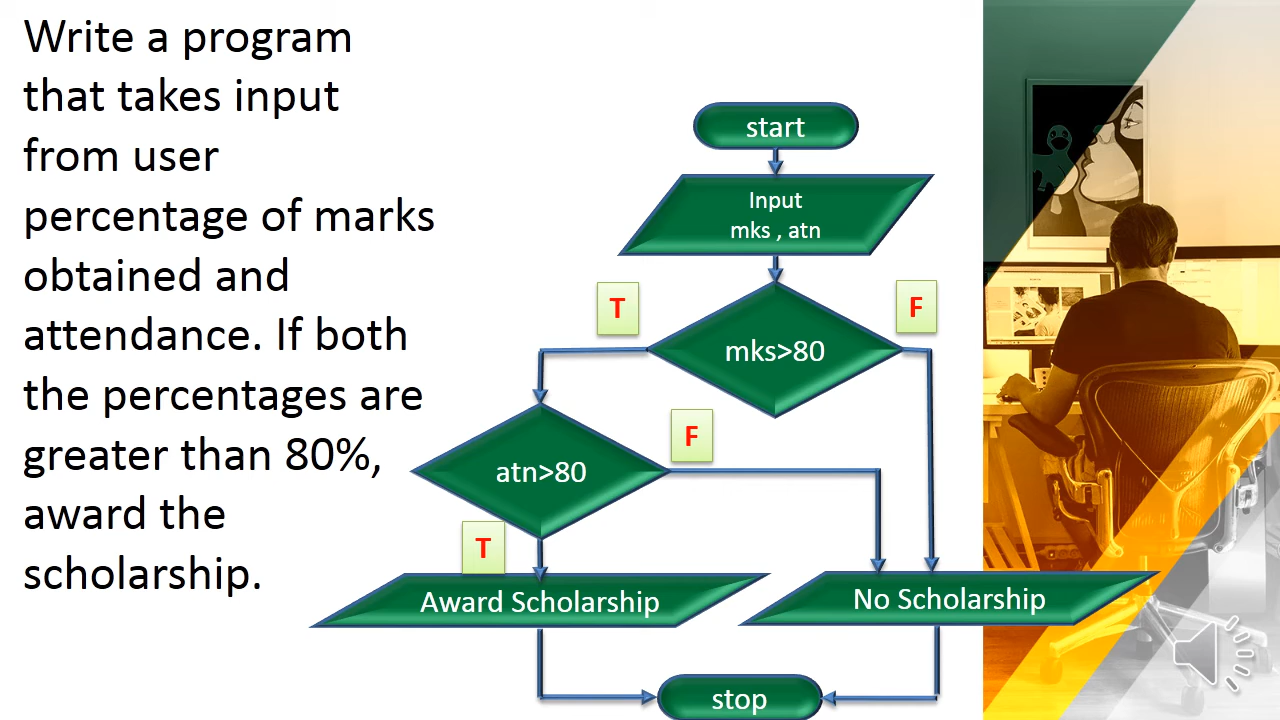 Write a program
that takes input
from user
percentage of marks
obtained and
attendance. If both
the percentages are
greater than 80%,
award the
scholarship.
start
Input
mks , atn
T
F
mks>80
F
atn>80
T
Award Scholarship
No Scholarship
stop